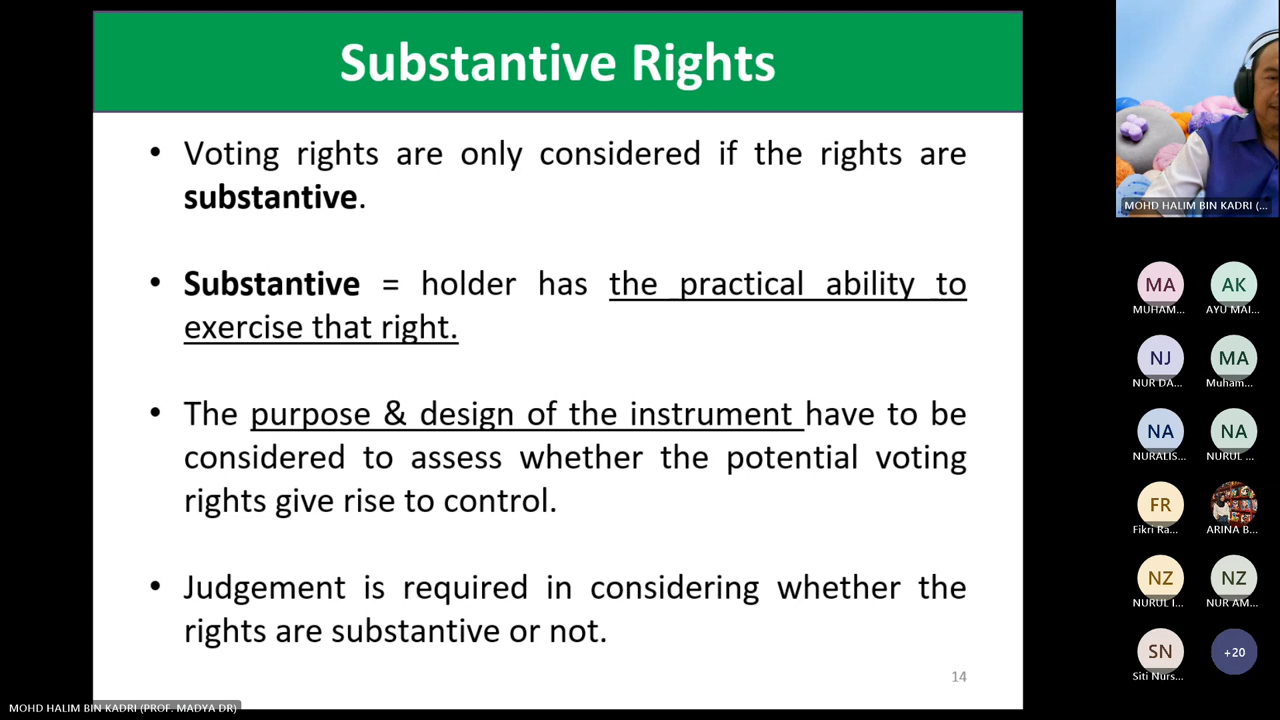 Substantive Rights
• Voting rights are only considered if the rights are
substantive.
• Substantive = holder has the practical ability to
exercise that right.
• The purpose & design of the instrument have to be
considered to assess whether the potential voting
rights give rise to control.
• Judgement is required in considering whether the
rights are substantive or not.
14
MOHD HALIM BIN KADRI (PROF. MADYA DR)
MOHD HALIM BIN KADRI (...
MA
AK
MUHAM...
AYU MAI...
NJ
MA
NUR DA...
Muham...
NA
NA
NURALIS...
NURUL ...
FR
Fikri Ra...
ARINA B...
NZ
NZ
NURUL I...
NUR AM...
SN
+20
Siti Nurs...